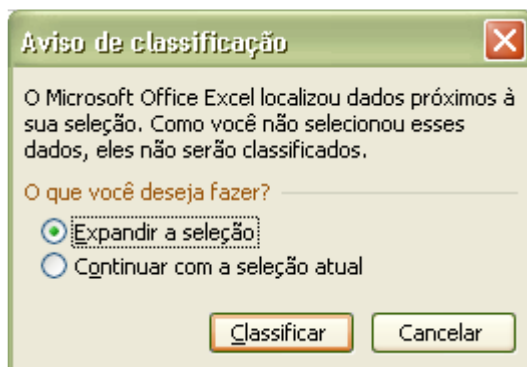 Aviso de classificação
O Microsoft Office Excel localizou dados próximos à
sua seleção. Como você não selecionou esses
dados, eles não serão classificados.
O que você deseja fazer?
Expandir a seleção
Continuar com a seleção atual
Classificar
Cancelar